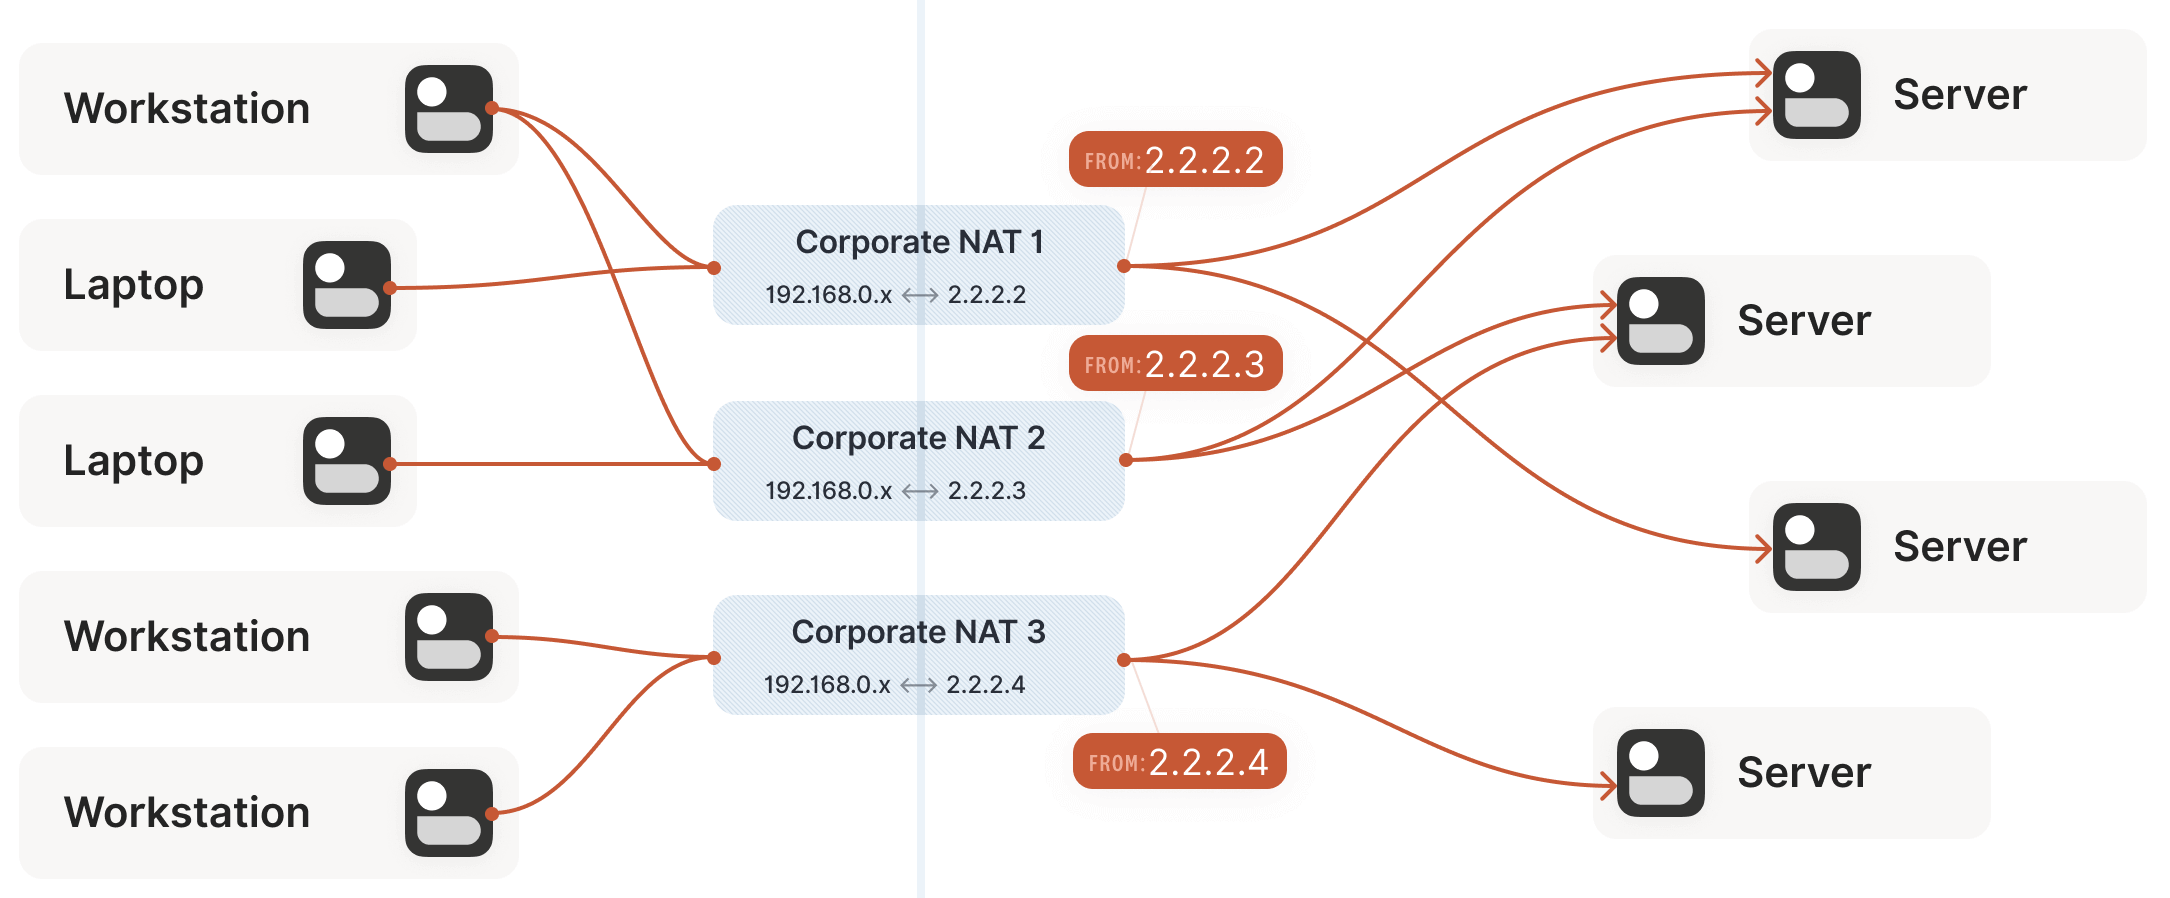 Workstation
Laptop
Laptop
Workstation
Workstation
Corporate NAT 1
192.168.0.x ⟷ 2.2.2.2
Corporate NAT 2
192.168.0.x ⟷ 2.2.2.3
Corporate NAT 3
192.168.0.x ⟷ 2.2.2.4
FROM: 2.2.2.2
FROM: 2.2.2.3
FROM: 2.2.2.4
Server
Server
Server
Server